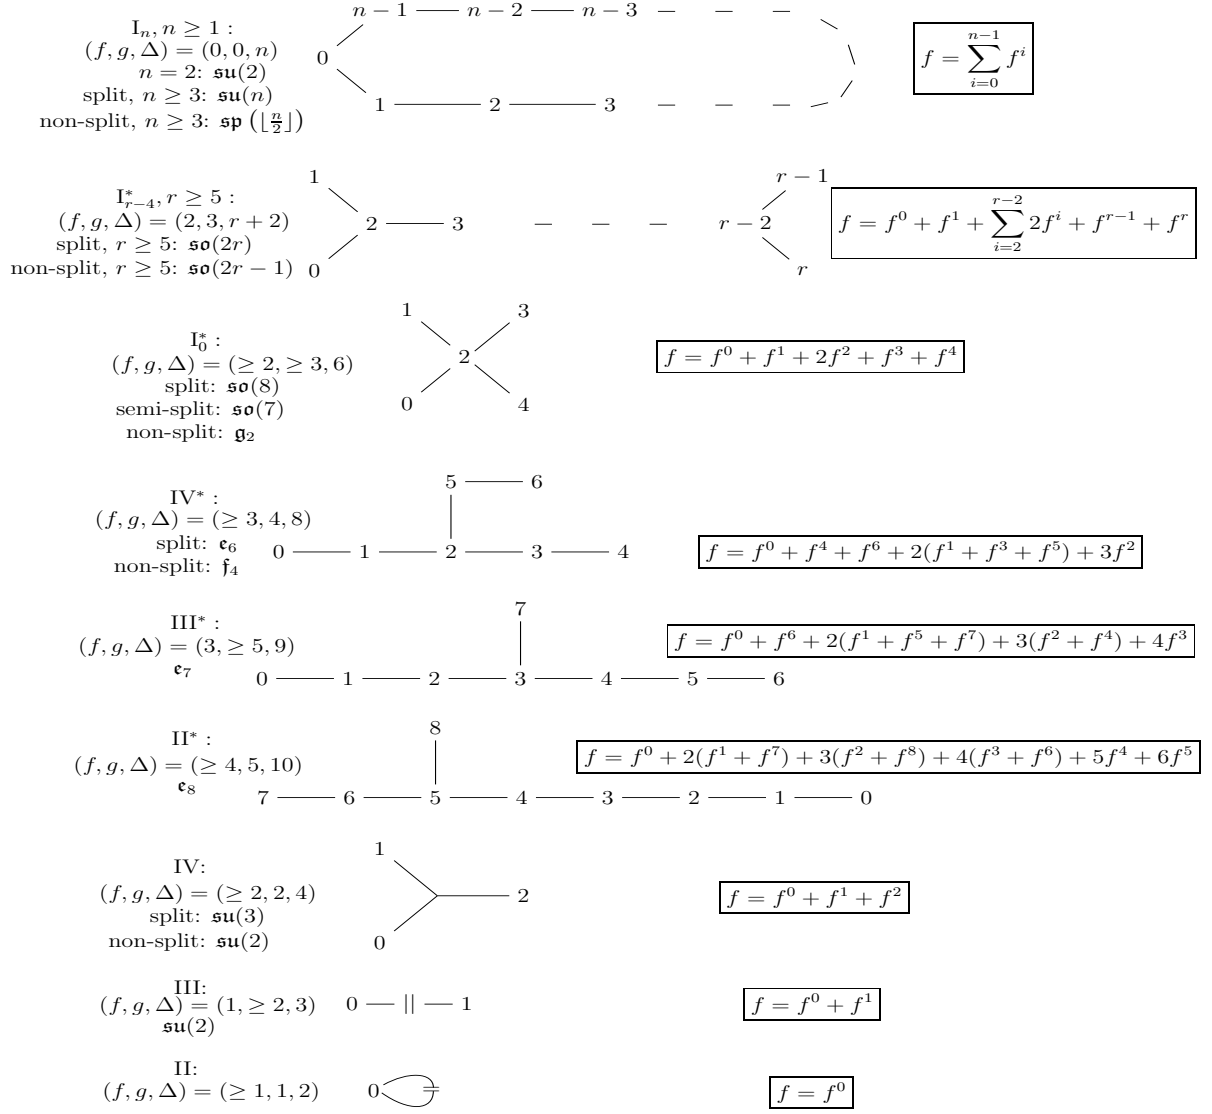 I_n, n ≥ 1 :
(f, g, Δ) = (0, 0, n)
n = 2: 𝔰𝔲(2)
split, n ≥ 3: 𝔰𝔲(n)
non-split, n ≥ 3: 𝔰𝔭 (⌊n/2⌋)
n − 1 n − 2 n − 3
0
1 2 3
f = ∑_{i=0}^{n−1} f^i
I*_{r−4}, r ≥ 5 :
(f, g, Δ) = (2, 3, r + 2)
split, r ≥ 5: 𝔰𝔬(2r)
non-split, r ≥ 5: 𝔰𝔬(2r − 1)
1 r − 1
2 3 r − 2
0 r
f = f^0 + f^1 + ∑_{i=2}^{r−2} 2f^i + f^{r−1} + f^r
I*_0 :
(f, g, Δ) = (≥ 2, ≥ 3, 6)
split: 𝔰𝔬(8)
semi-split: 𝔰𝔬(7)
non-split: 𝔤_2
1 3
2
0 4
f = f^0 + f^1 + 2f^2 + f^3 + f^4
IV* :
(f, g, Δ) = (≥ 3, 4, 8)
split: 𝔢_6
non-split: 𝔣_4
5 6
0 1 2 3 4
f = f^0 + f^4 + f^6 + 2(f^1 + f^3 + f^5) + 3f^2
III* :
(f, g, Δ) = (3, ≥ 5, 9)
𝔢_7
7
0 1 2 3 4 5 6
f = f^0 + f^6 + 2(f^1 + f^5 + f^7) + 3(f^2 + f^4) + 4f^3
II* :
(f, g, Δ) = (≥ 4, 5, 10)
𝔢_8
8
7 6 5 4 3 2 1 0
f = f^0 + 2(f^1 + f^7) + 3(f^2 + f^8) + 4(f^3 + f^6) + 5f^4 + 6f^5
IV:
(f, g, Δ) = (≥ 2, 2, 4)
split: 𝔰𝔲(3)
non-split: 𝔰𝔲(2)
1
2
0
f = f^0 + f^1 + f^2
III:
(f, g, Δ) = (1, ≥ 2, 3)
𝔰𝔲(2)
0 — || — 1
f = f^0 + f^1
II:
(f, g, Δ) = (≥ 1, 1, 2)
0
f = f^0